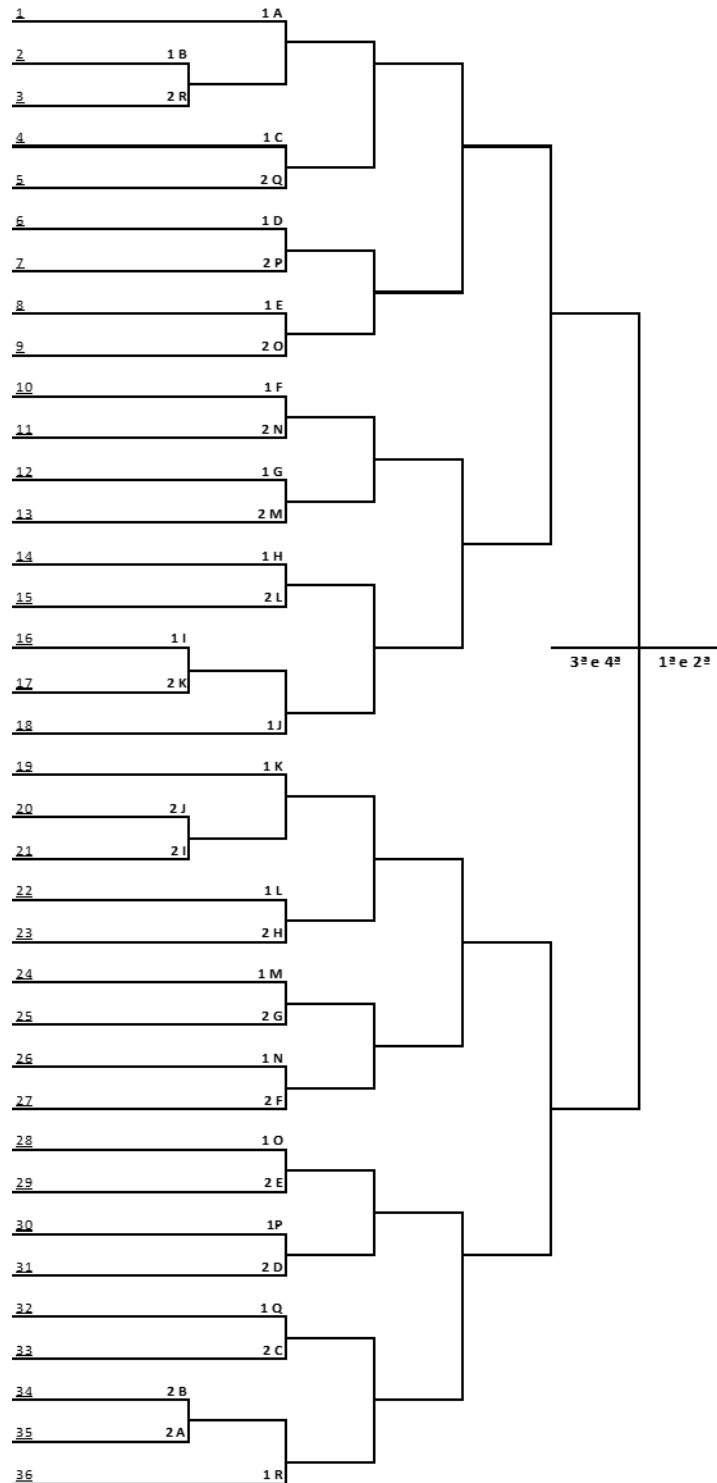 1 1 A
2 1 B
3 2 R
4 1 C
5 2 Q
6 1 D
7 2 P
8 1 E
9 2 O
10 1 F
11 2 N
12 1 G
13 2 M
14 1 H
15 2 L
16 1 I
3ª e 4ª 1ª e 2ª
17 2 K
18 1 J
19 1 K
20 2 J
21 2 I
22 1 L
23 2 H
24 1 M
25 2 G
26 1 N
27 2 F
28 1 O
29 2 E
30 1P
31 2 D
32 1 Q
33 2 C
34 2 B
35 2 A
36 1 R